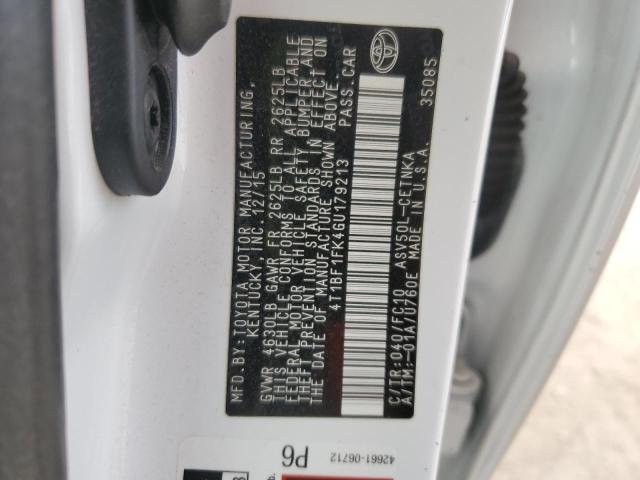 MFD.BY:TOYOTA MOTOR MANUFACTURING,
KENTUCKY, INC. 12/15
GVWR 4630LB GAWR FR 2625LB RR 2625LB
THIS VEHICLE CONFORMS TO ALL APPLICABLE
FEDERAL MOTOR VEHICLE SAFETY, BUMPER, AND
THEFT PREVENTION STANDARDS IN EFFECT ON
THE DATE OF MANUFACTURE SHOWN ABOVE.
4T1BF1FK4GU179213 PASS.CAR
C/TR:040/FC10 ASV50L-CETNKA 35085
A/TM:-01A/U760E MADE IN U.S.A.
P6
42661-06712